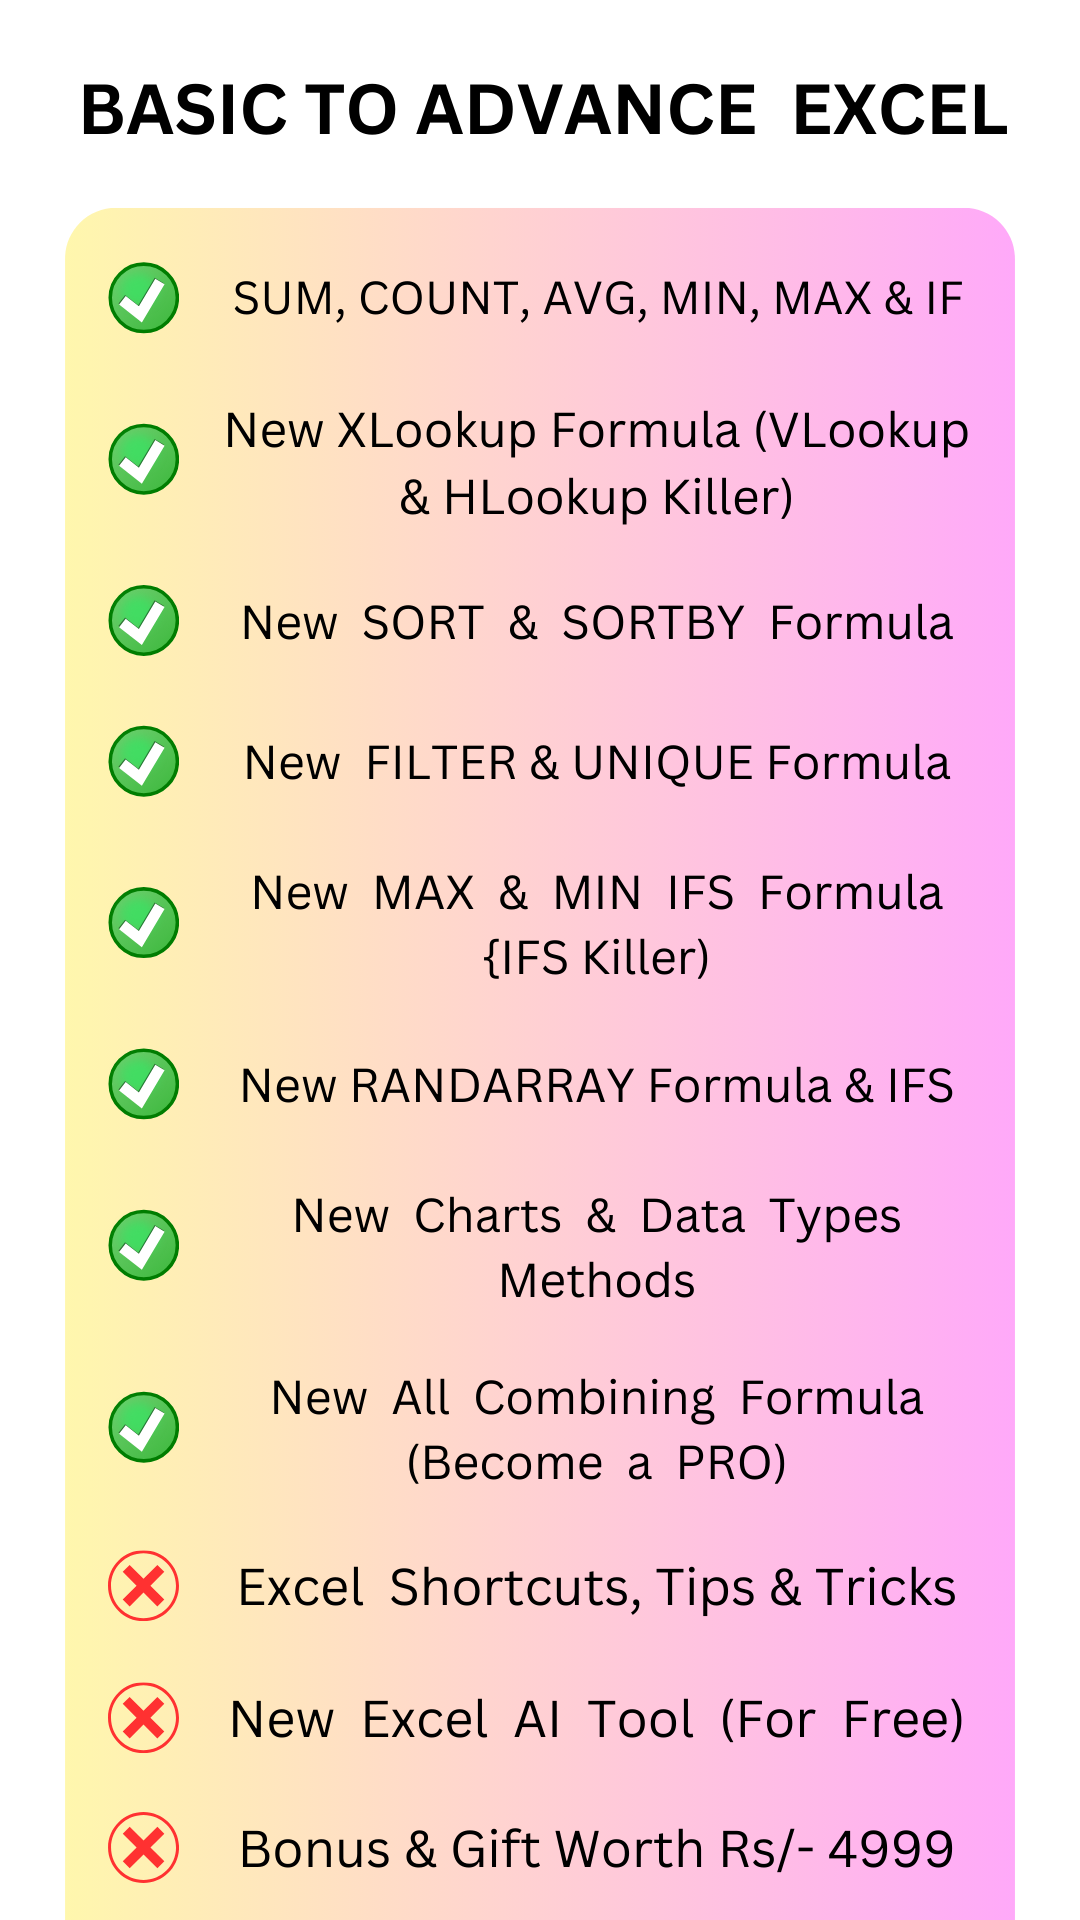 BASIC TO ADVANCE EXCEL
SUM, COUNT, AVG, MIN, MAX & IF
New XLookup Formula (VLookup
& HLookup Killer)
New SORT & SORTBY Formula
New FILTER & UNIQUE Formula
New MAX & MIN IFS Formula
{IFS Killer)
New RANDARRAY Formula & IFS
New Charts & Data Types
Methods
New All Combining Formula
(Become a PRO)
Excel Shortcuts, Tips & Tricks
New Excel AI Tool (For Free)
Bonus & Gift Worth Rs/- 4999